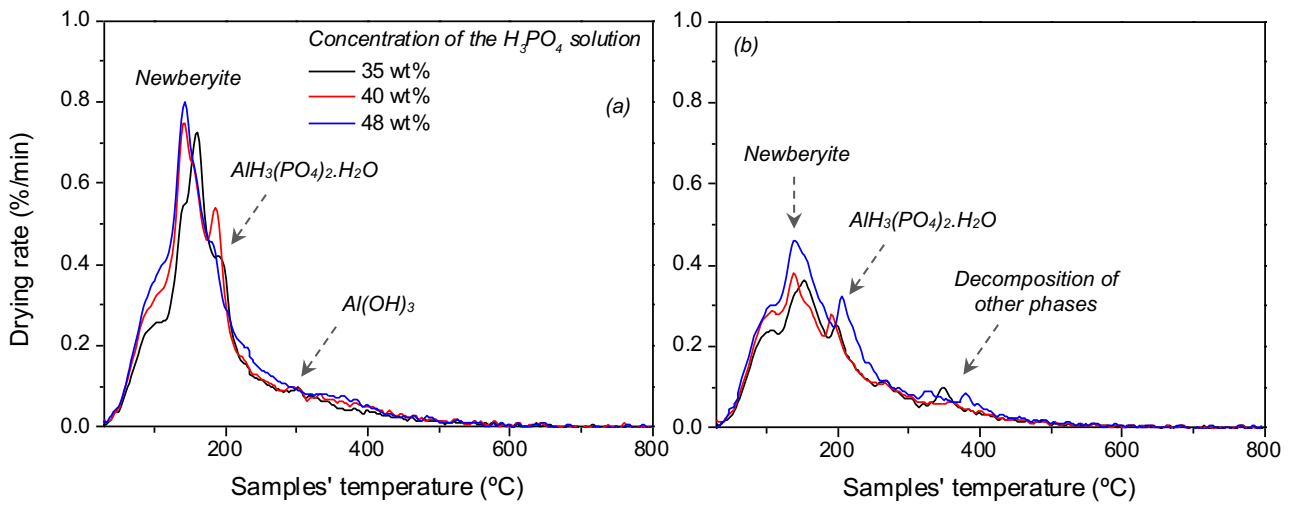 Concentration of the H3PO4 solution
35 wt%
40 wt%
48 wt%
(a)
Newberyite
AlH3(PO4)2.H2O
Al(OH)3
Drying rate (%/min)
1.0
0.8
0.6
0.4
0.2
0.0
200
400
600
800
Samples' temperature (ºC)
(b)
Newberyite
AlH3(PO4)2.H2O
Decomposition of
other phases
1.0
0.8
0.6
0.4
0.2
0.0
200
400
600
800
Samples' temperature (ºC)